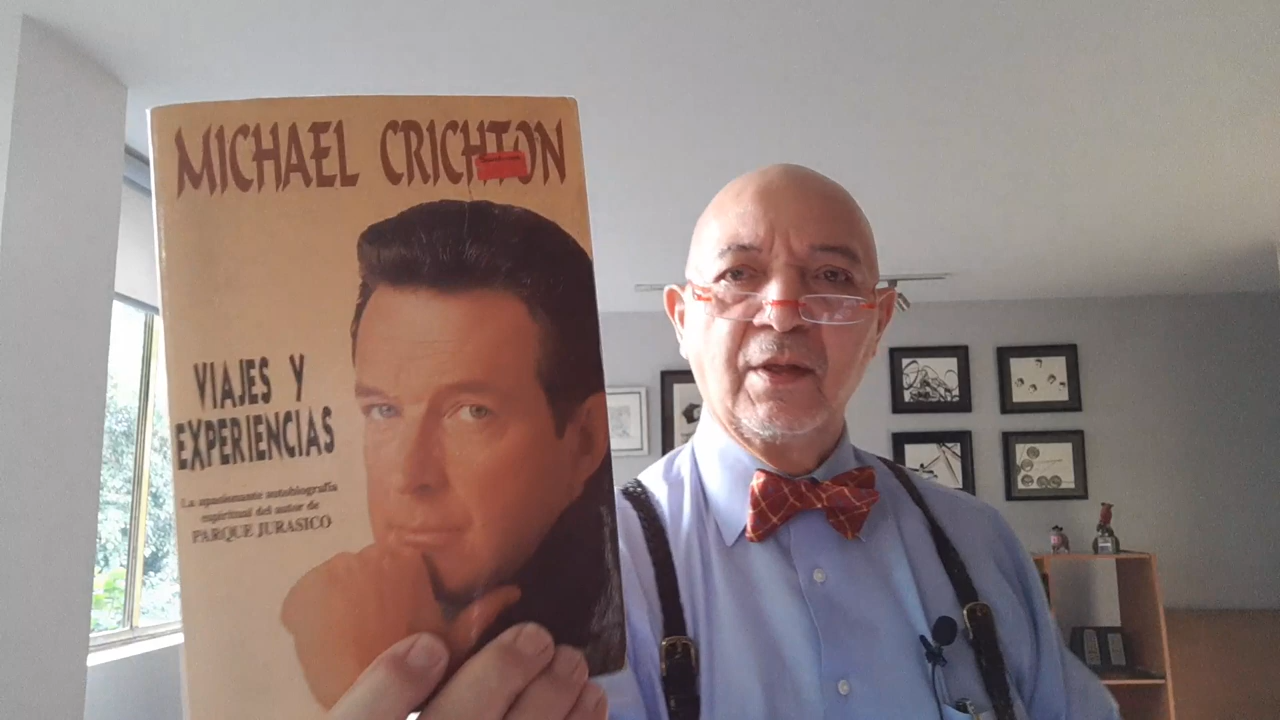 MICHAEL CRICHTON
VIAJES Y
EXPERIENCIAS
La apasionante autobiografía
espiritual del autor de
PARQUE JURASICO